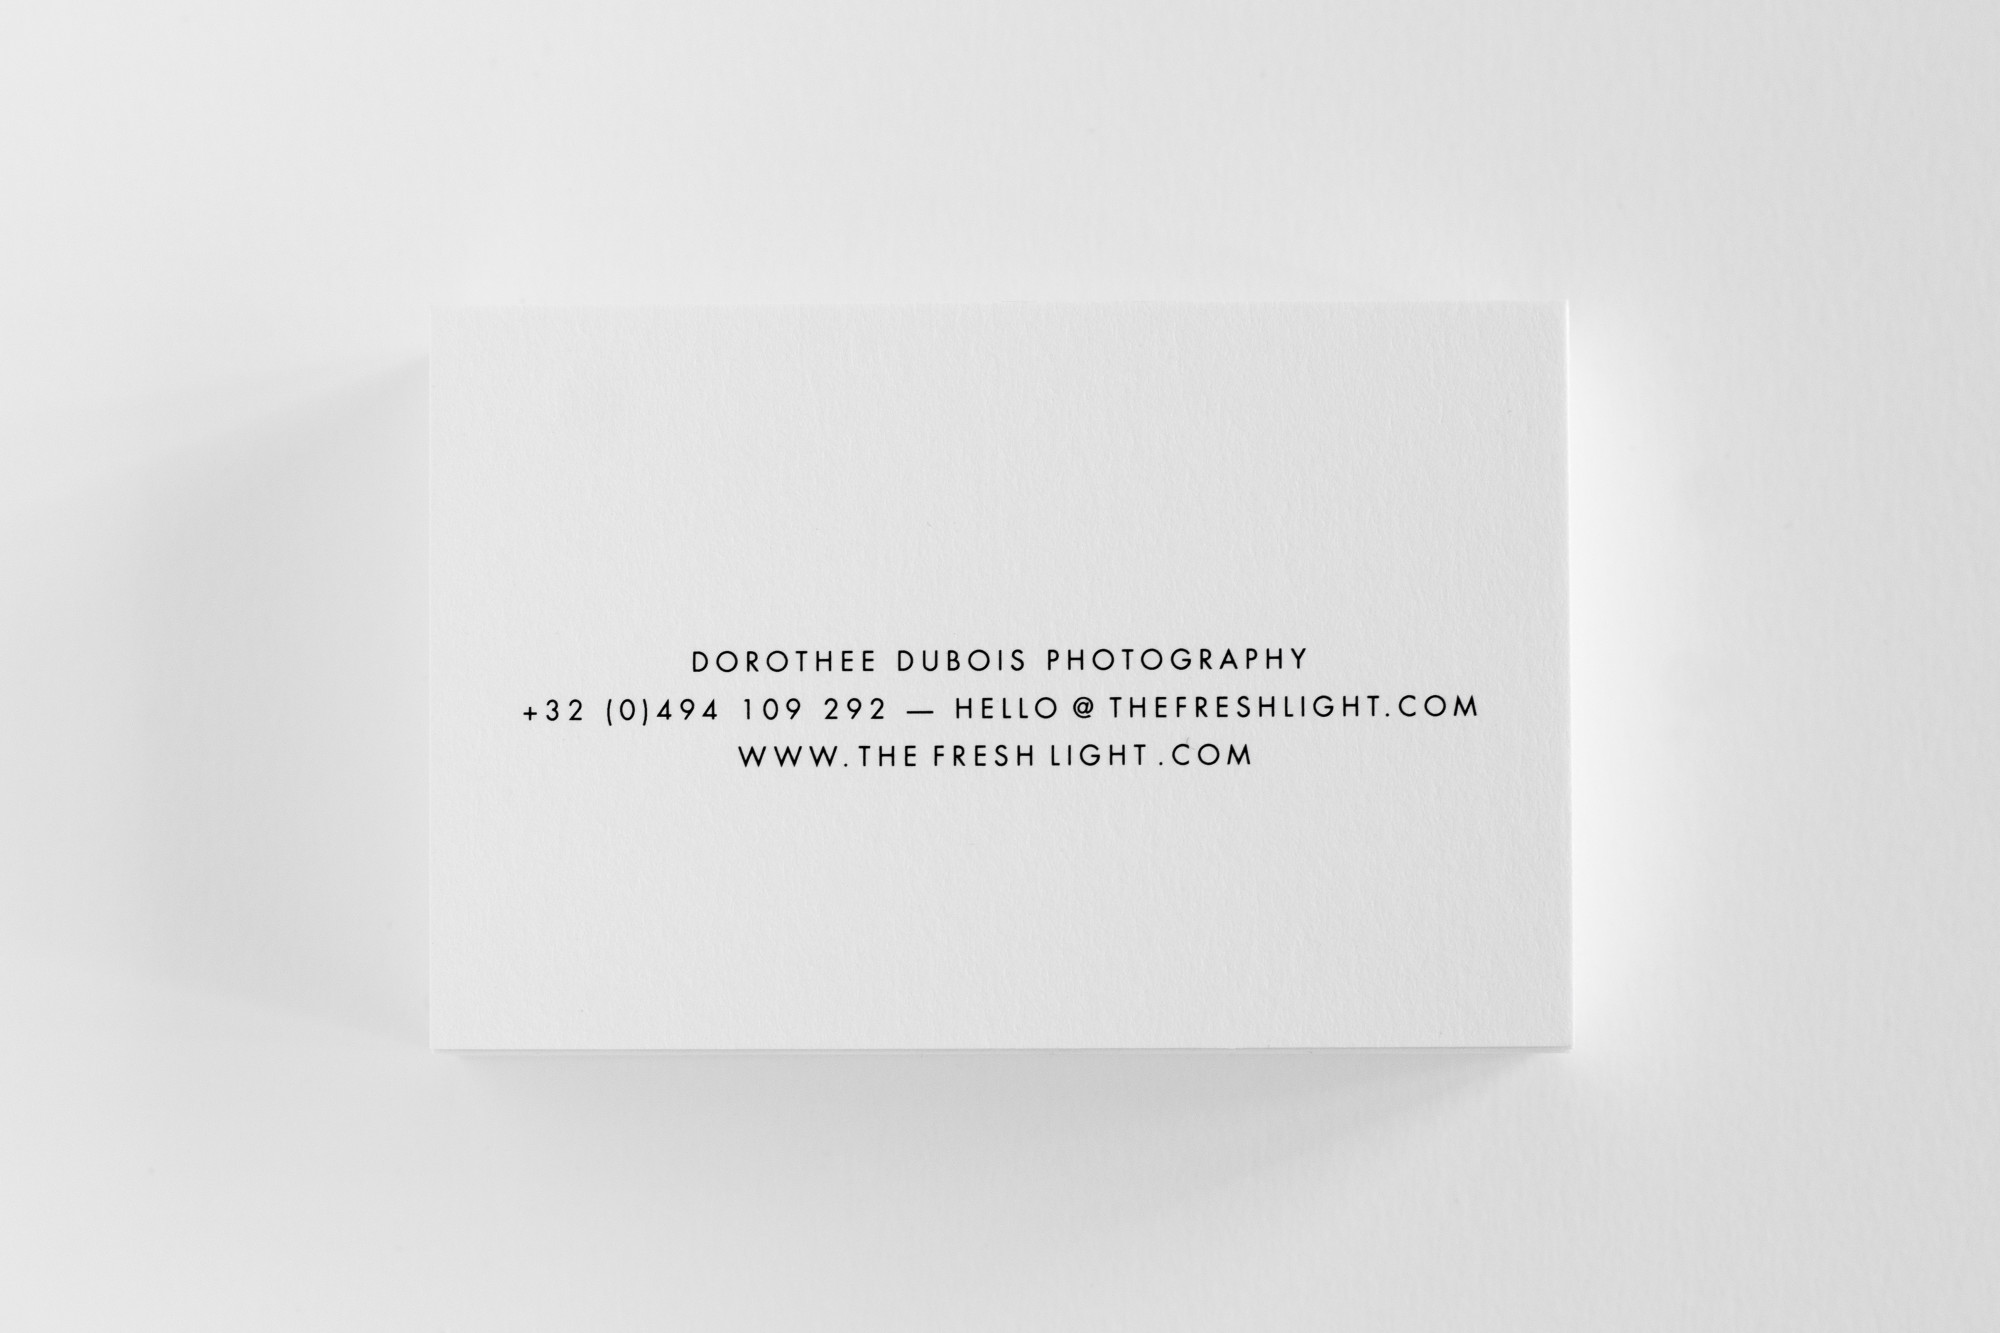 DOROTHEE DUBOIS PHOTOGRAPHY
+32 (0)494 109 292 — HELLO @ THEFRESHLIGHT.COM
WWW.THE FRESH LIGHT .COM